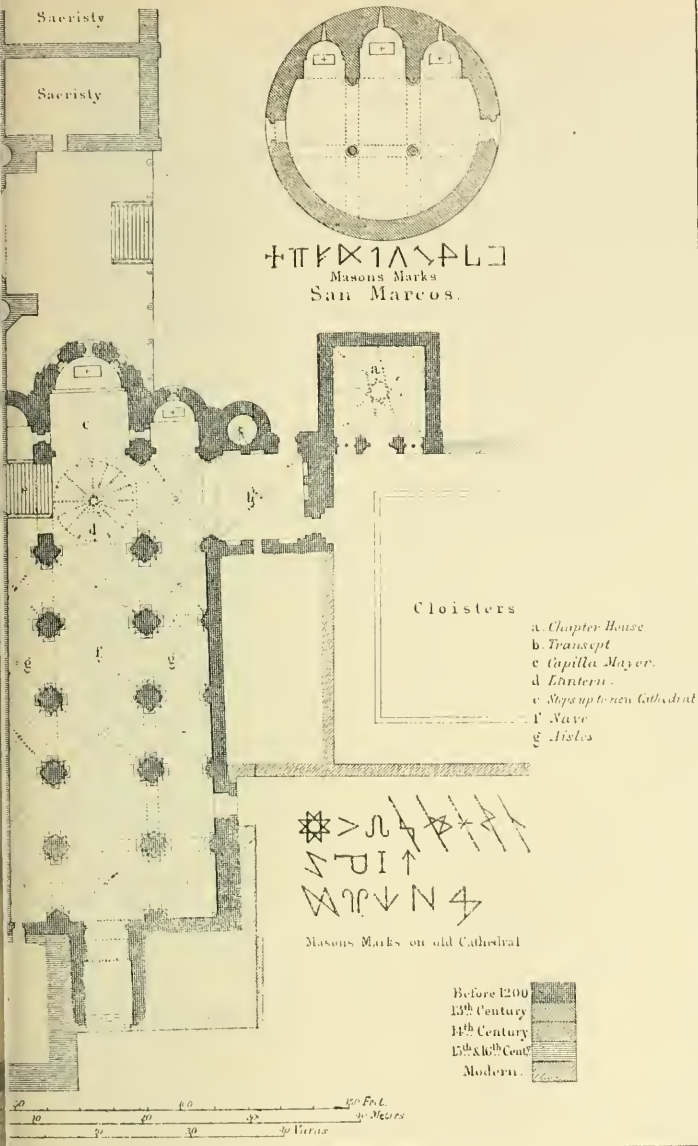 Sacristy
Sacristy
Masons Marks
San Marcos.
a
c
s
b
d
Cloisters
a. Chapter House
b. Transept
c Capilla Mayor.
d Lantern.
e Steps up to new Cathedral
f Nave
g Aisles
g f g
Masons Marks on old Cathedral
Before 1200
13th Century
14th Century
15th & 16th Centy
Modern.
Feet.
Metres
Varas